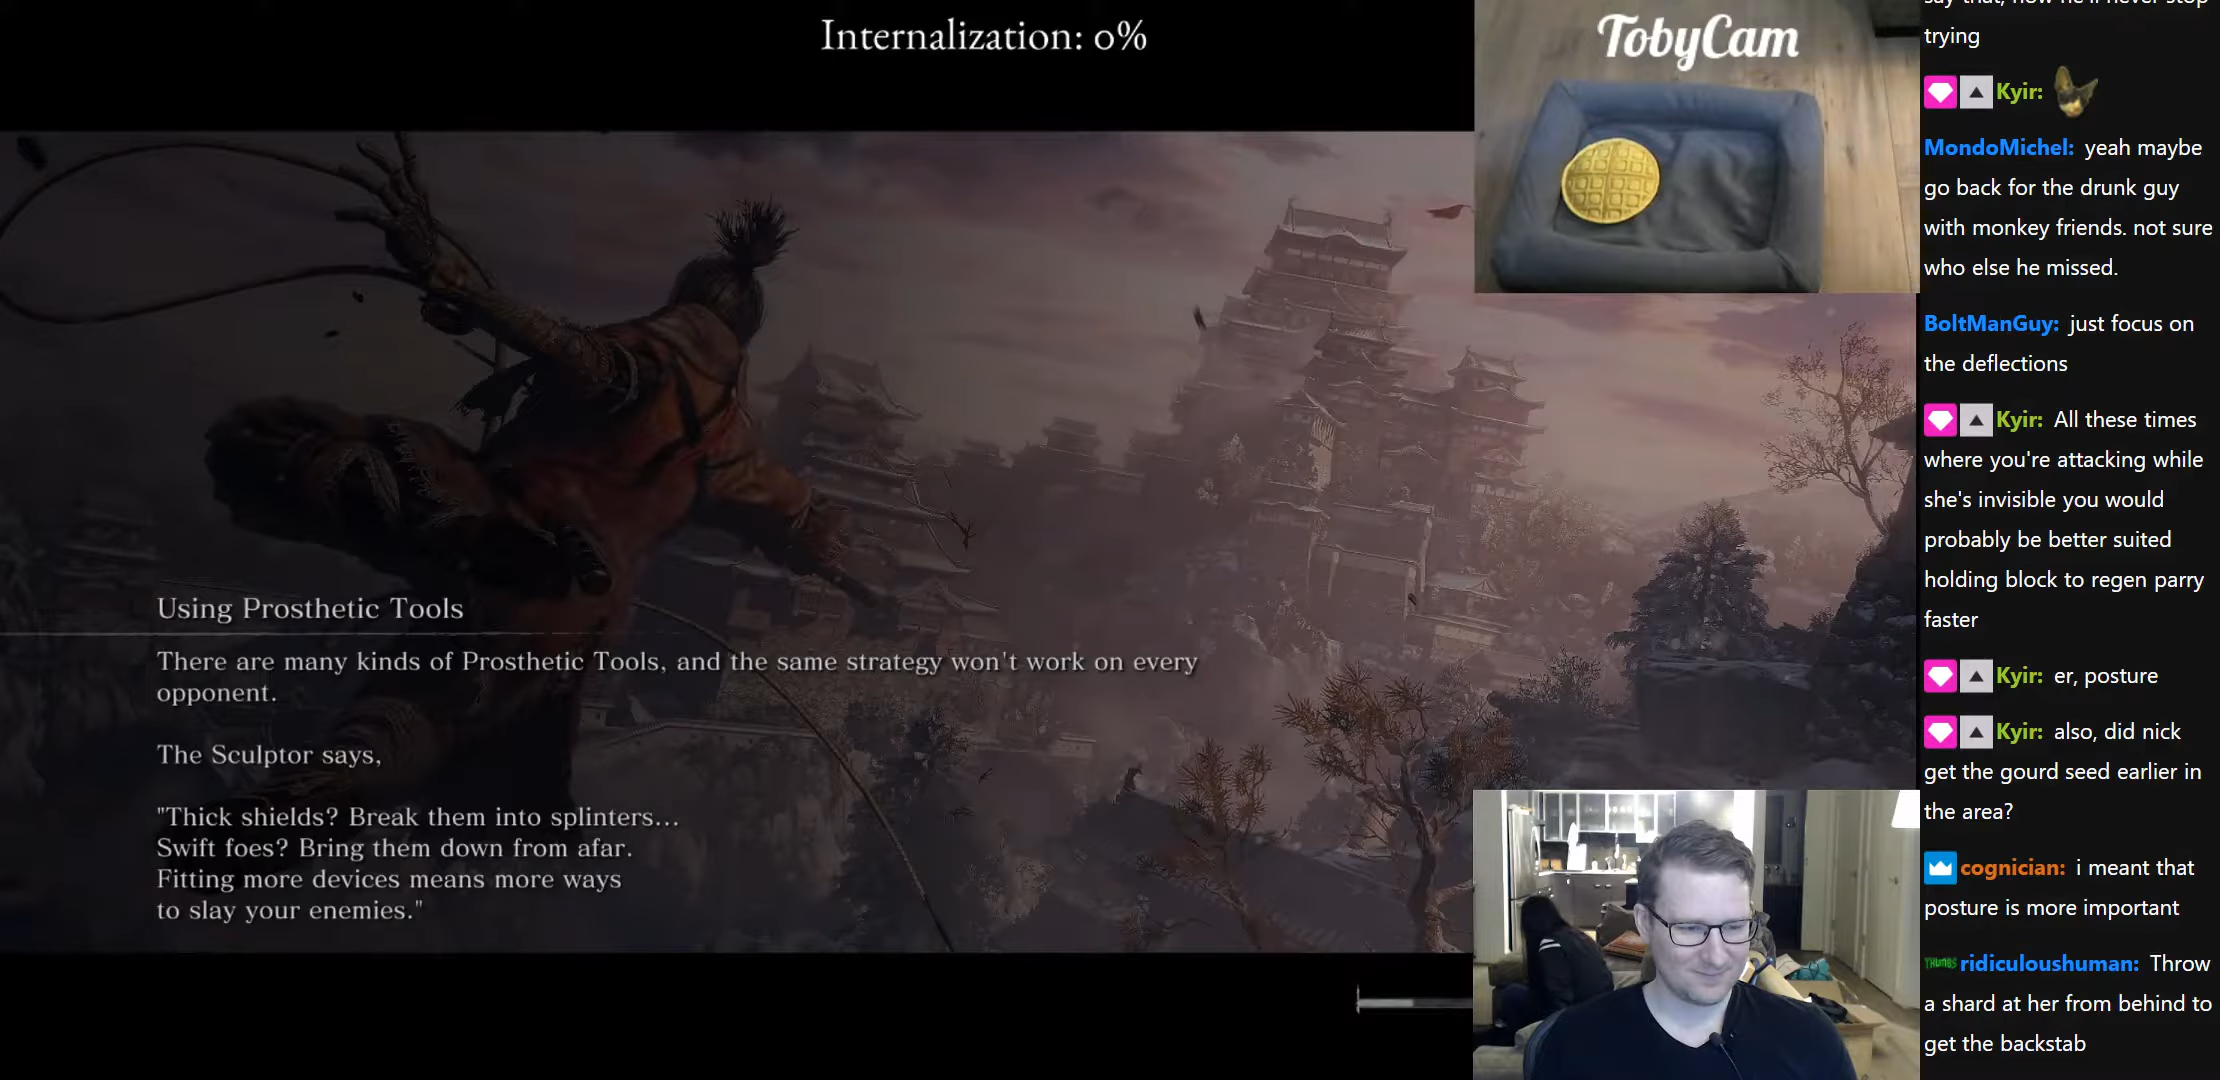 Internalization: 0%
TobyCam
Using Prosthetic Tools
There are many kinds of Prosthetic Tools, and the same strategy won't work on every
opponent.
The Sculptor says,
"Thick shields? Break them into splinters...
Swift foes? Bring them down from afar.
Fitting more devices means more ways
to slay your enemies."
trying
Kyir:
MondoMichel: yeah maybe
go back for the drunk guy
with monkey friends. not sure
who else he missed.
BoltManGuy: just focus on
the deflections
Kyir: All these times
where you're attacking while
she's invisible you would
probably be better suited
holding block to regen parry
faster
Kyir: er, posture
Kyir: also, did nick
get the gourd seed earlier in
the area?
cognician: i meant that
posture is more important
THUMBS ridiculoushuman: Throw
a shard at her from behind to
get the backstab